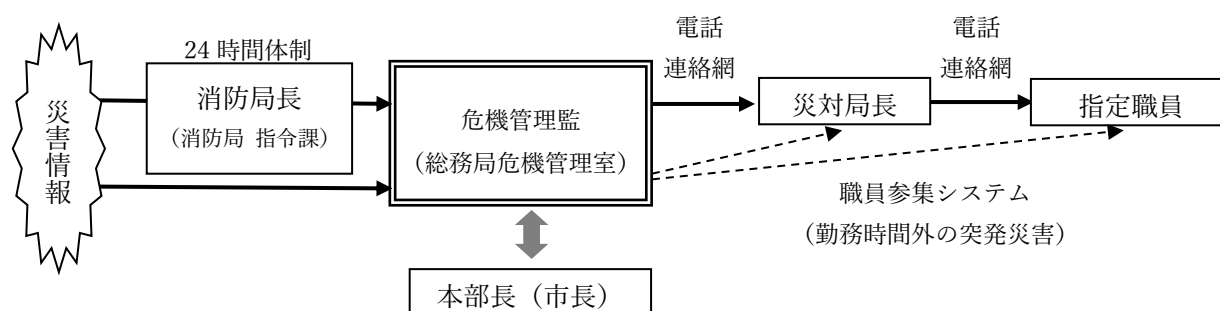 災害情報
24 時間体制
消防局長
（消防局 指令課）
危機管理監
（総務局危機管理室）
本部長（市長）
電話
連絡網
災対局長
電話
連絡網
指定職員
職員参集システム
（勤務時間外の突発災害）